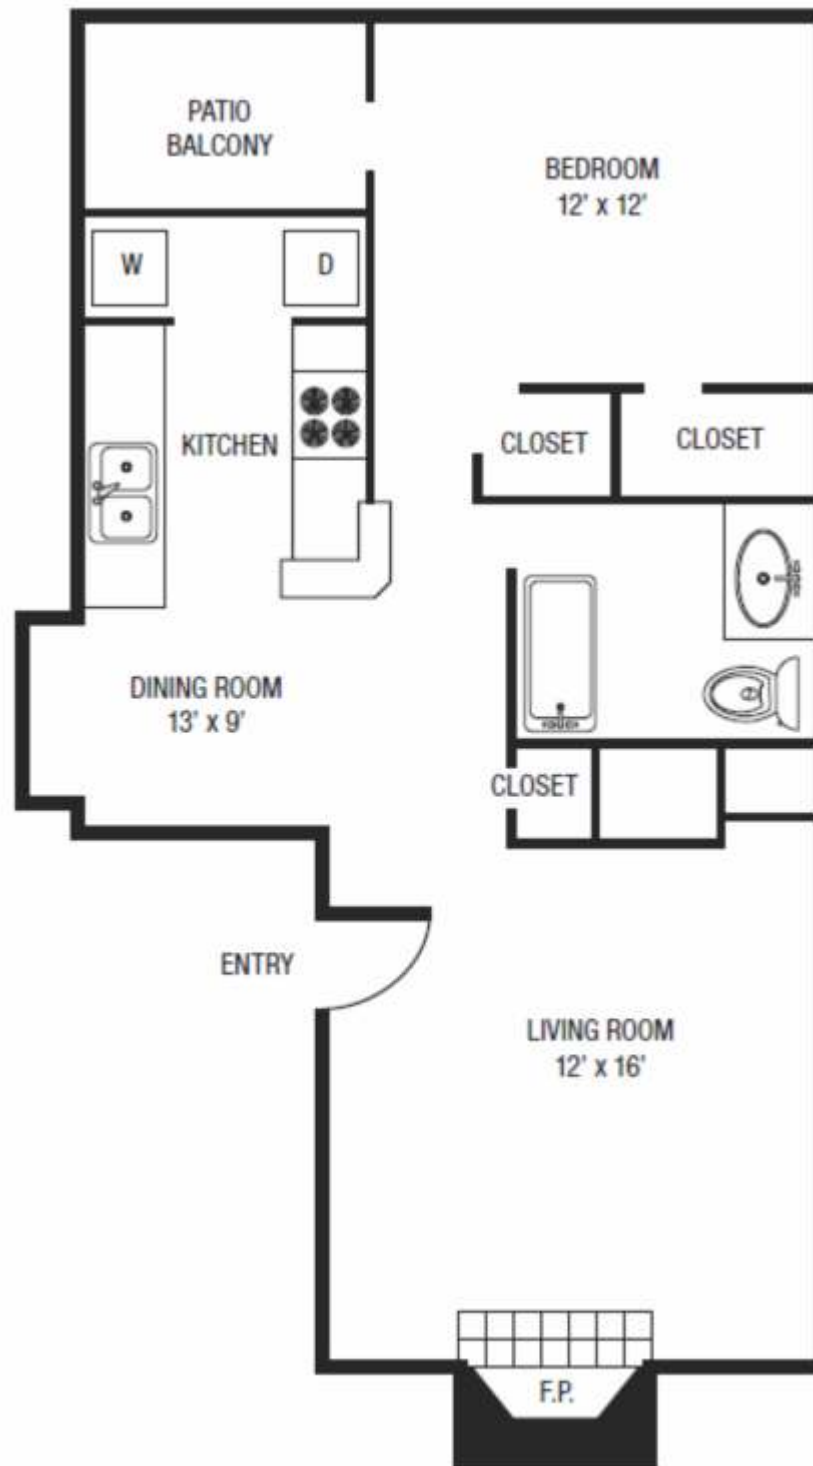 PATIO
BALCONY
BEDROOM
12’ x 12’
W
D
KITCHEN
CLOSET
CLOSET
DINING ROOM
13’ x 9’
CLOSET
ENTRY
LIVING ROOM
12’ x 16’
F.P.